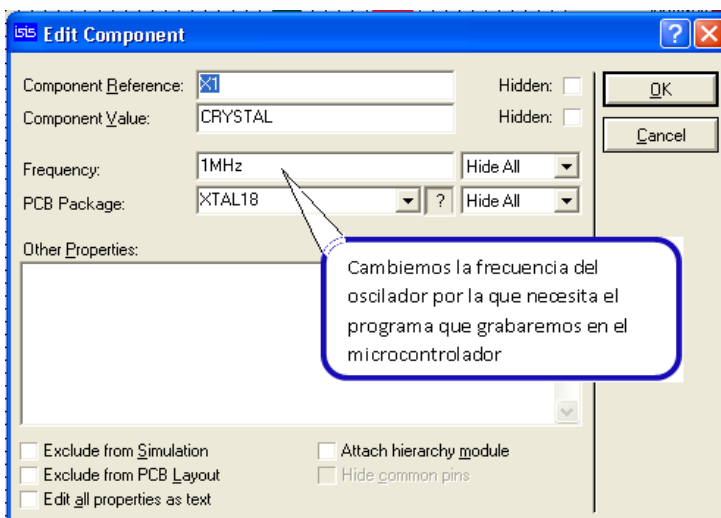 isis Edit Component
Component Reference: X1 Hidden:
Component Value: CRYSTAL Hidden:
OK
Cancel
Frequency: 1MHz Hide All
PCB Package: XTAL18 ? Hide All
Other Properties:
Cambiemos la frecuencia del
oscilador por la que necesita el
programa que grabaremos en el
microcontrolador
Exclude from Simulation Attach hierarchy module
Exclude from PCB Layout Hide common pins
Edit all properties as text